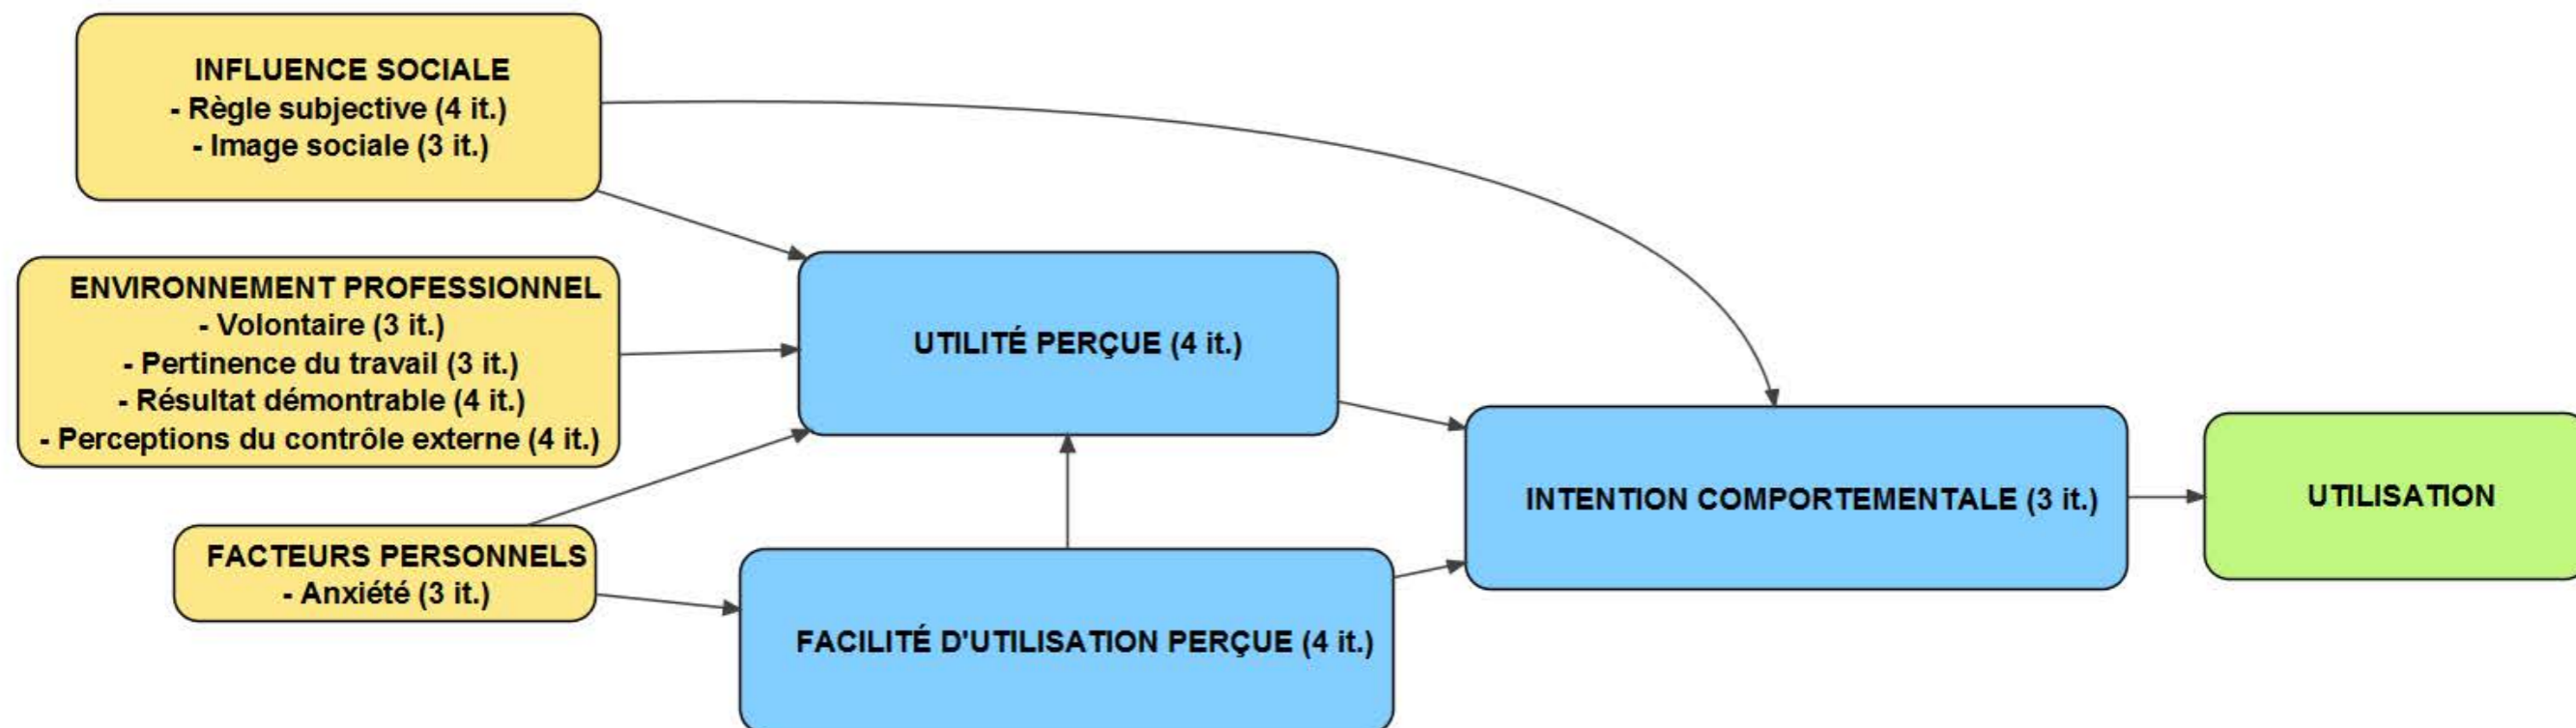 INFLUENCE SOCIALE
- Règle subjective (4 it.)
- Image sociale (3 it.)
ENVIRONNEMENT PROFESSIONNEL
- Volontaire (3 it.)
- Pertinence du travail (3 it.)
- Résultat démontrable (4 it.)
- Perceptions du contrôle externe (4 it.)
FACTEURS PERSONNELS
- Anxiété (3 it.)
UTILITÉ PERÇUE (4 it.)
FACILITÉ D'UTILISATION PERÇUE (4 it.)
INTENTION COMPORTEMENTALE (3 it.)
UTILISATION